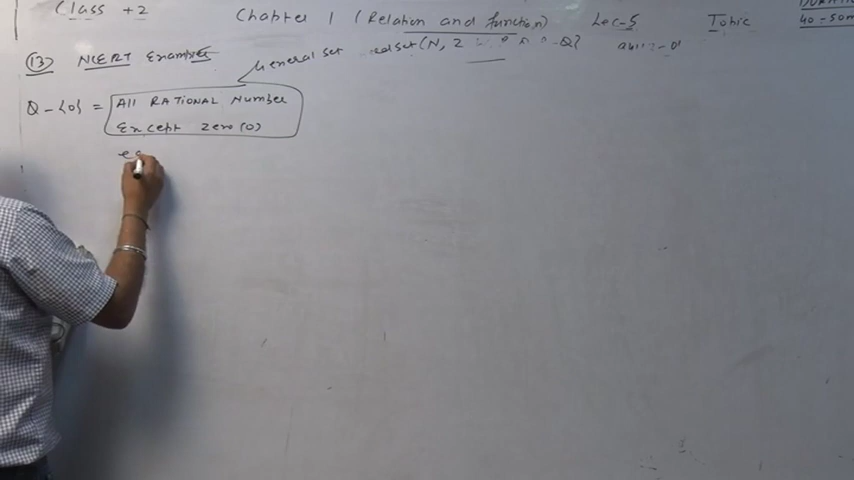 Class +2 Chapter 1 (Relation and function) Lec-5 Topic
40-50m
(13) NCERT Examples General set set (N, Z
Q - {0} = All RATIONAL Number
Except zero (0)
eg